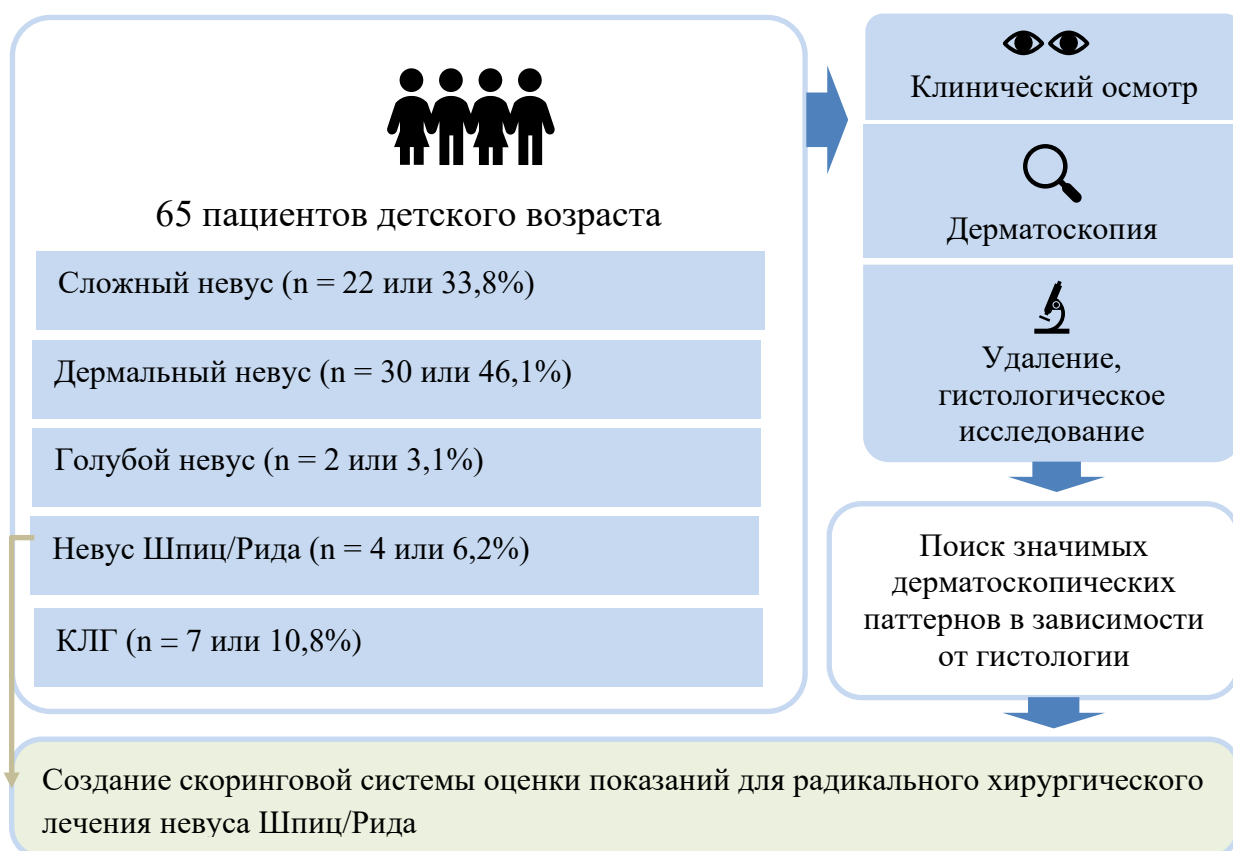 65 пациентов детского возраста
Сложный невус (n = 22 или 33,8%)
Дермальный невус (n = 30 или 46,1%)
Голубой невус (n = 2 или 3,1%)
Невус Шпиц/Рида (n = 4 или 6,2%)
КЛГ (n = 7 или 10,8%)
Клинический осмотр
Дерматоскопия
Удаление,
гистологическое
исследование
Поиск значимых
дерматоскопических
паттернов в зависимости
от гистологии
Создание скоринговой системы оценки показаний для радикального хирургического
лечения невуса Шпиц/Рида